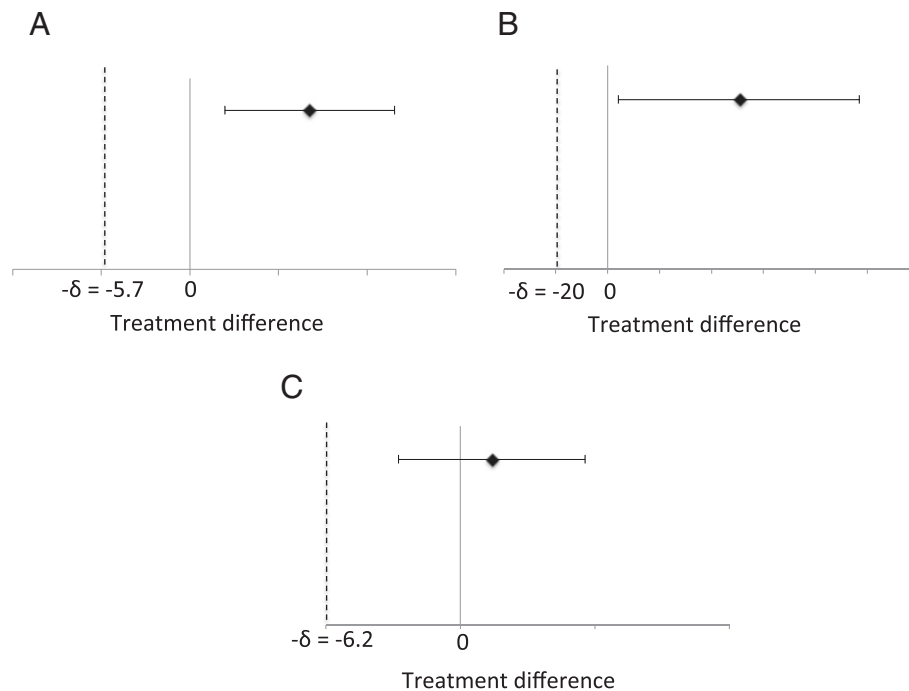 A
B
-δ = -5.7 0
Treatment difference
-δ = -20 0
Treatment difference
C
-δ = -6.2 0
Treatment difference